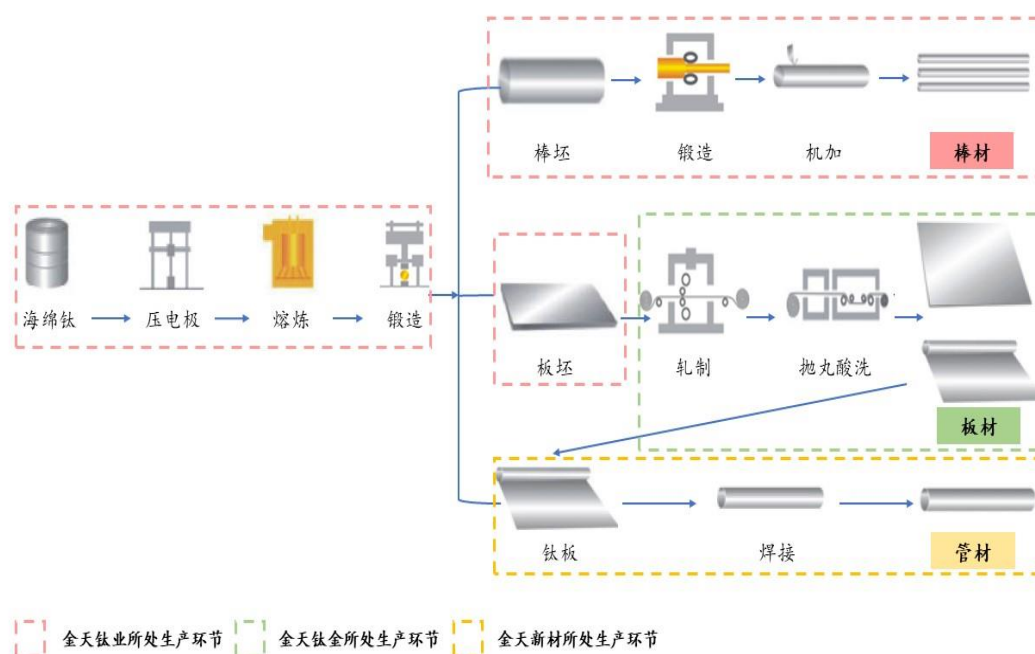 棒坯 锻造 机加 棒材
海绵钛 压电极 熔炼 锻造
板坯 轧制 抛丸酸洗
板材
钛板 焊接 管材
金天钛业所处生产环节 金天钛金所处生产环节 金天新材所处生产环节